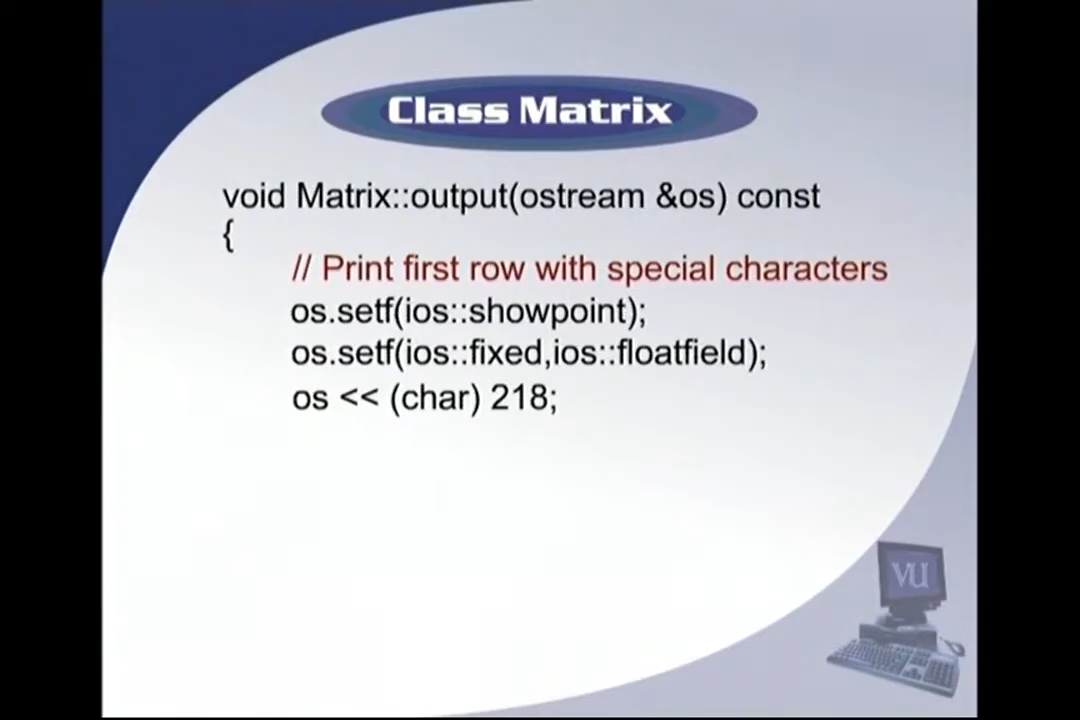 Class Matrix
void Matrix::output(ostream &os) const
{
// Print first row with special characters
os.setf(ios::showpoint);
os.setf(ios::fixed,ios::floatfield);
os << (char) 218;
VU